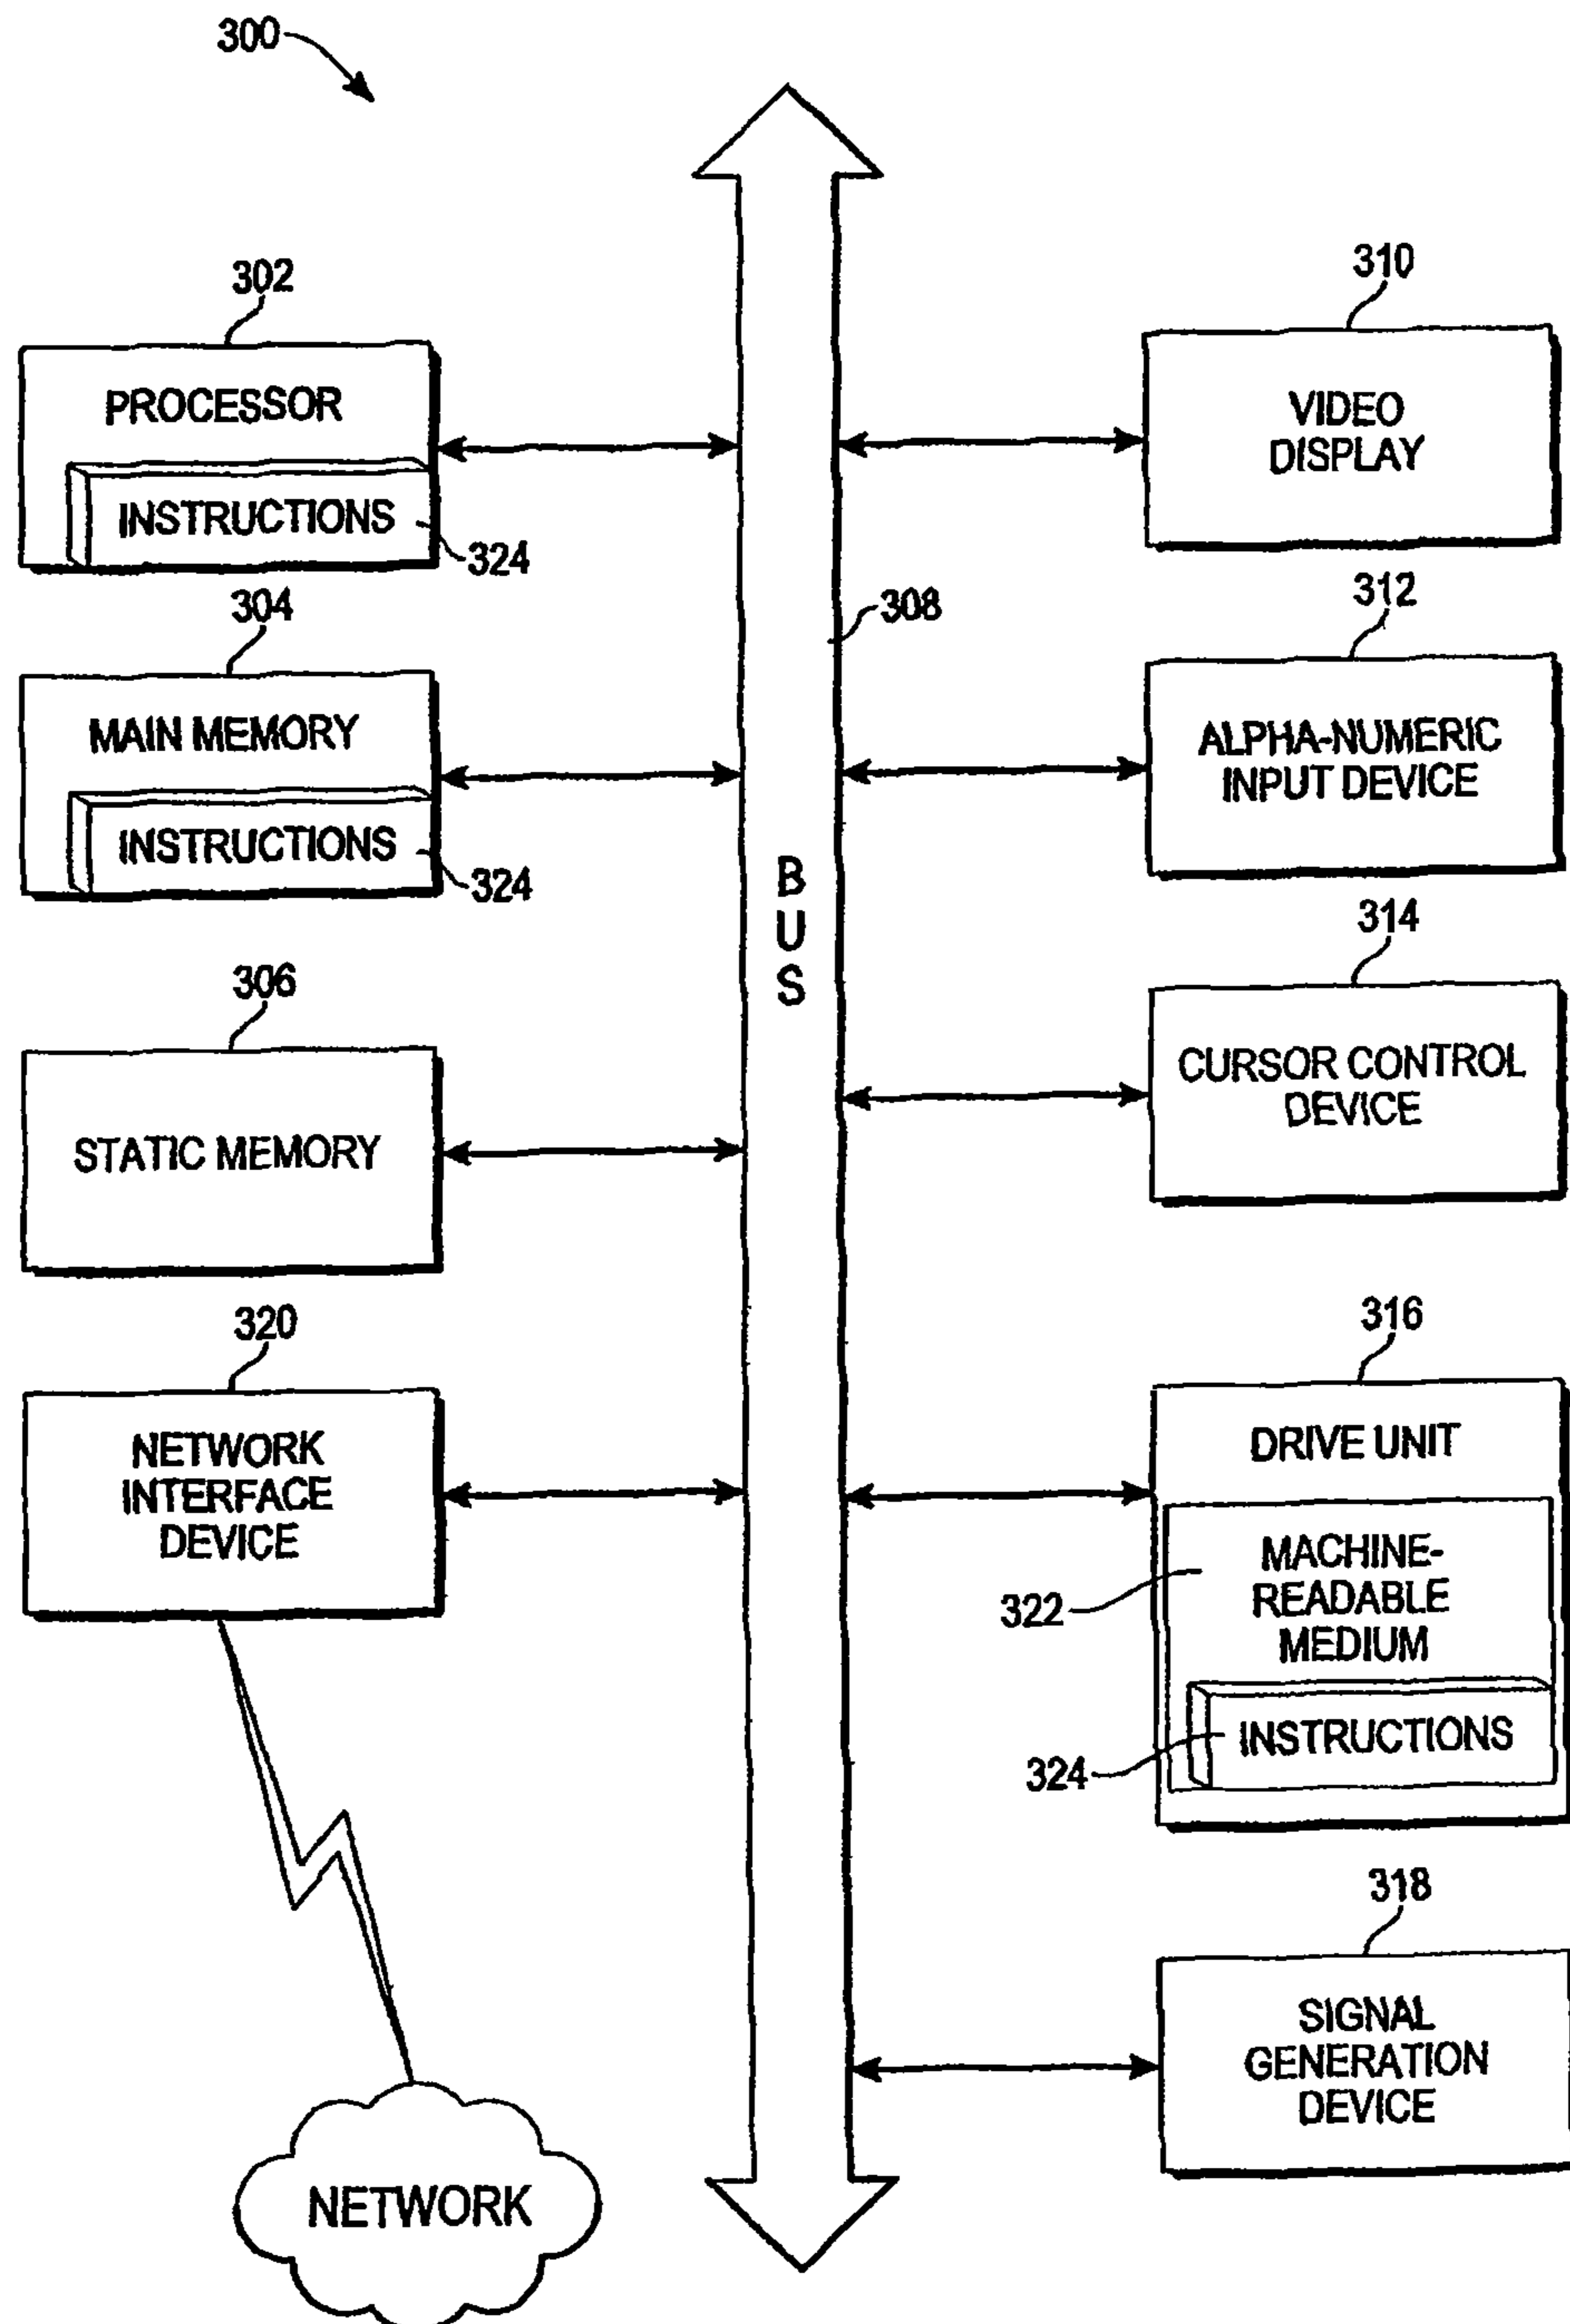 300
302
PROCESSOR
INSTRUCTIONS
324
304
MAIN MEMORY
INSTRUCTIONS
324
306
STATIC MEMORY
320
NETWORK
INTERFACE
DEVICE
NETWORK
308
BUS
310
VIDEO
DISPLAY
312
ALPHA-NUMERIC
INPUT DEVICE
314
CURSOR CONTROL
DEVICE
316
DRIVE UNIT
322
MACHINE-
READABLE
MEDIUM
INSTRUCTIONS
324
318
SIGNAL
GENERATION
DEVICE